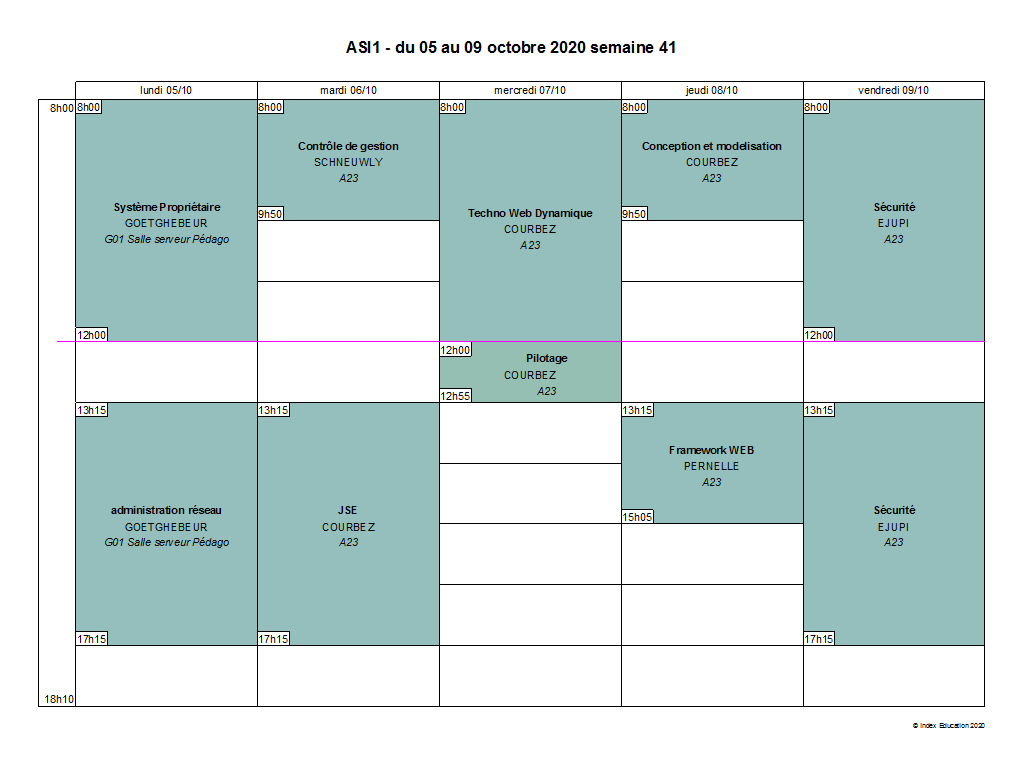 ASI1 - du 05 au 09 octobre 2020 semaine 41
lundi 05/10
mardi 06/10
mercredi 07/10
jeudi 08/10
vendredi 09/10
8h00
8h00
Système Propriétaire
GOETGHEBEUR
G01 Salle serveur Pédago
12h00
13h15
administration réseau
GOETGHEBEUR
G01 Salle serveur Pédago
17h15
8h00
Contrôle de gestion
SCHNEUWLY
A23
9h50
13h15
JSE
COURBEZ
A23
17h15
8h00
Techno Web Dynamique
COURBEZ
A23
12h00
Pilotage
COURBEZ
A23
12h55
8h00
Conception et modelisation
COURBEZ
A23
9h50
13h15
Framework WEB
PERNELLE
A23
15h05
8h00
Sécurité
EJUPI
A23
12h00
13h15
Sécurité
EJUPI
A23
17h15
18h10
© Index Education 2020